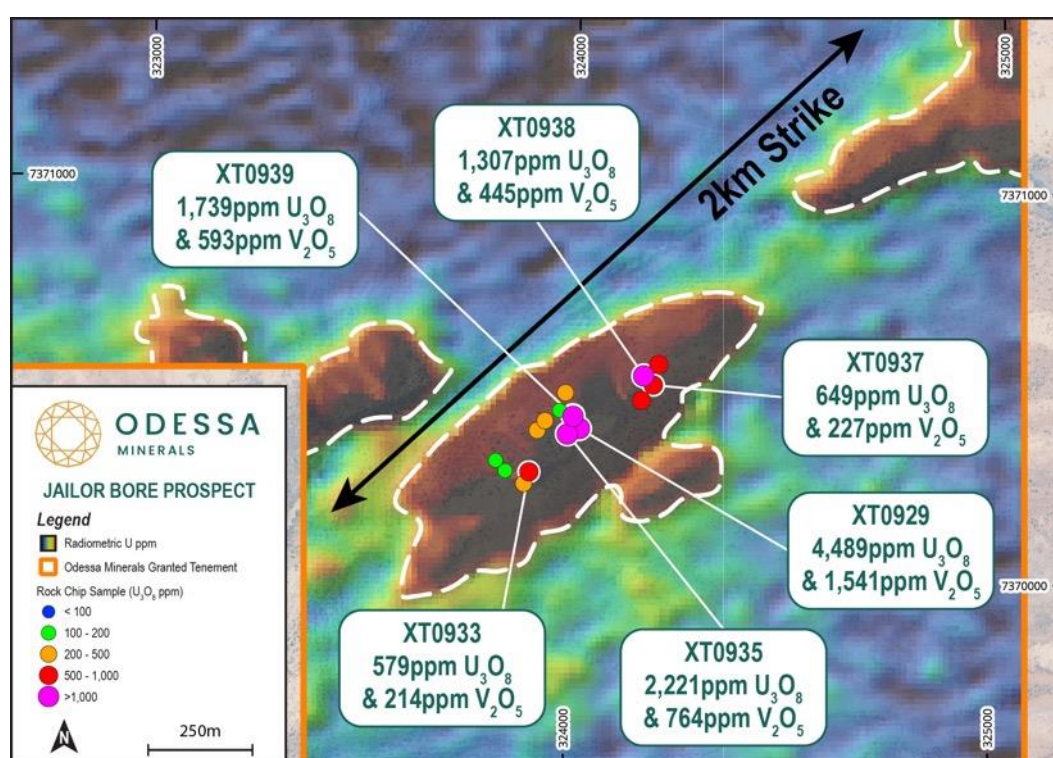 323000
324000
325000
7371000
7371000
2km Strike
XT0938
1,307ppm U₃O₈
& 445ppm V₂O₅
XT0939
1,739ppm U₃O₈
& 593ppm V₂O₅
XT0937
649ppm U₃O₈
& 227ppm V₂O₅
XT0929
4,489ppm U₃O₈
& 1,541ppm V₂O₅
XT0933
579ppm U₃O₈
& 214ppm V₂O₅
XT0935
2,221ppm U₃O₈
& 764ppm V₂O₅
7370000
324000
325000
ODESSA
MINERALS
JAILOR BORE PROSPECT
Legend
Radiometric U ppm
Odessa Minerals Granted Tenement
Rock Chip Sample (U₃O₈ ppm)
< 100
100 - 200
200 - 500
500 - 1,000
>1,000
N
250m